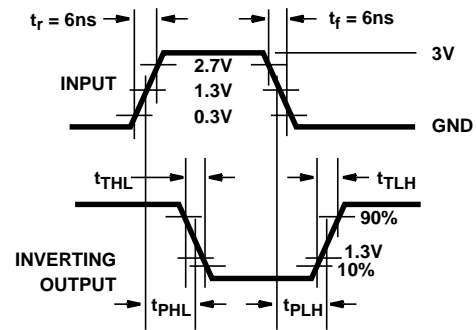 tr = 6ns
tf = 6ns
3V
INPUT
2.7V
1.3V
0.3V
GND
tTHL
tTLH
90%
INVERTING
OUTPUT
1.3V
10%
tPHL
tPLH